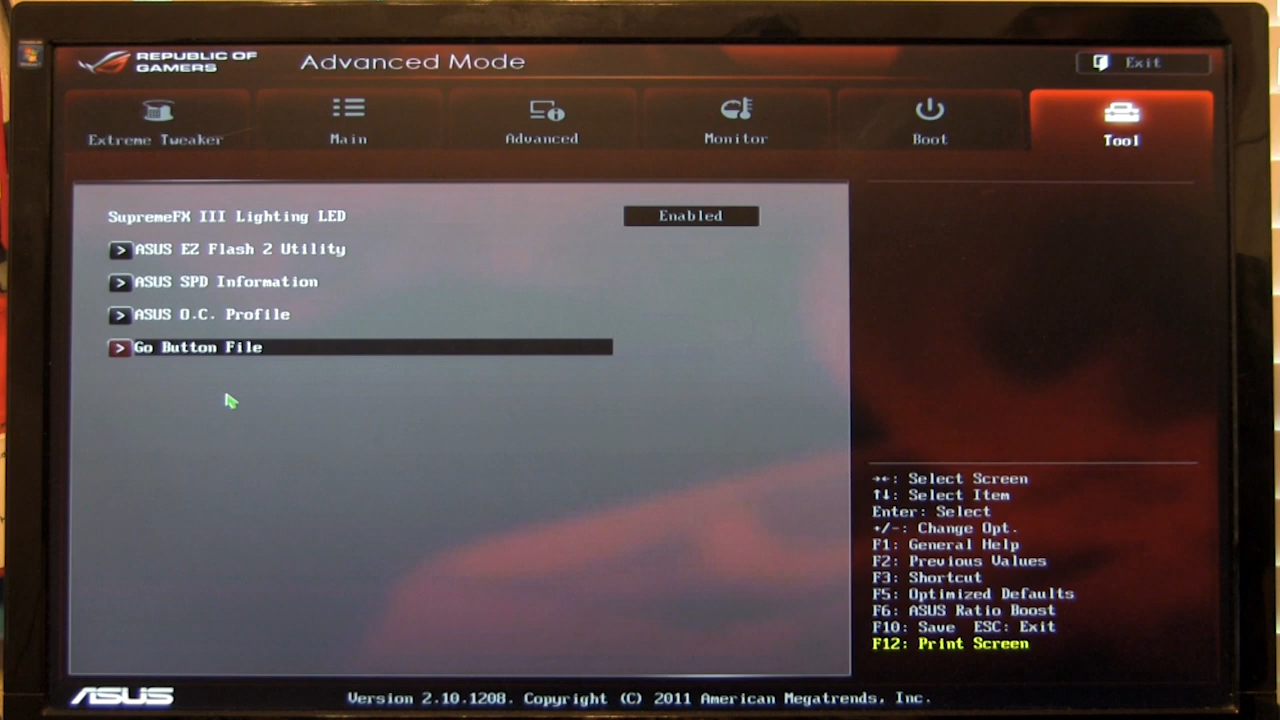 REPUBLIC OF
GAMERS
Advanced Mode
Exit
Extreme Tweaker
Main
Advanced
Monitor
Boot
Tool
SupremeFX III Lighting LED Enabled
> ASUS EZ Flash 2 Utility
> ASUS SPD Information
> ASUS O.C. Profile
> Go Button File
→←: Select Screen
↑↓: Select Item
Enter: Select
+/-: Change Opt.
F1: General Help
F2: Previous Values
F3: Shortcut
F5: Optimized Defaults
F6: ASUS Ratio Boost
F10: Save ESC: Exit
F12: Print Screen
ASUS
Version 2.10.1208. Copyright (C) 2011 American Megatrends, Inc.